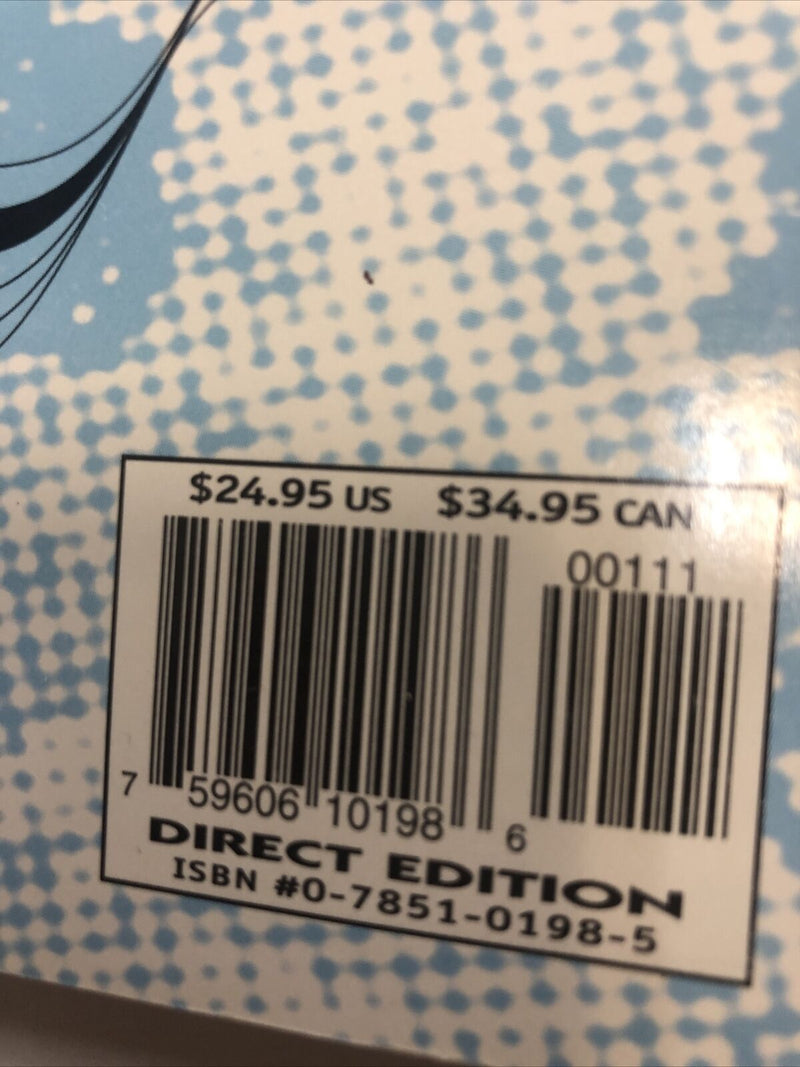 $24.95 US $34.95 CAN
00111
7 59606 10198 6
DIRECT EDITION
ISBN #0-7851-0198-5